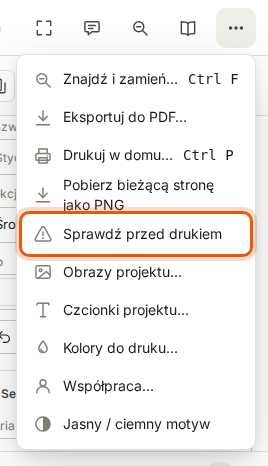 Znajdź i zamień... Ctrl F
Eksportuj do PDF...
Drukuj w domu... Ctrl P
Pobierz bieżącą stronę
jako PNG
Sprawdź przed drukiem
Obrazy projektu...
Czcionki projektu...
Kolory do druku...
Współpraca...
Jasny / ciemny motyw